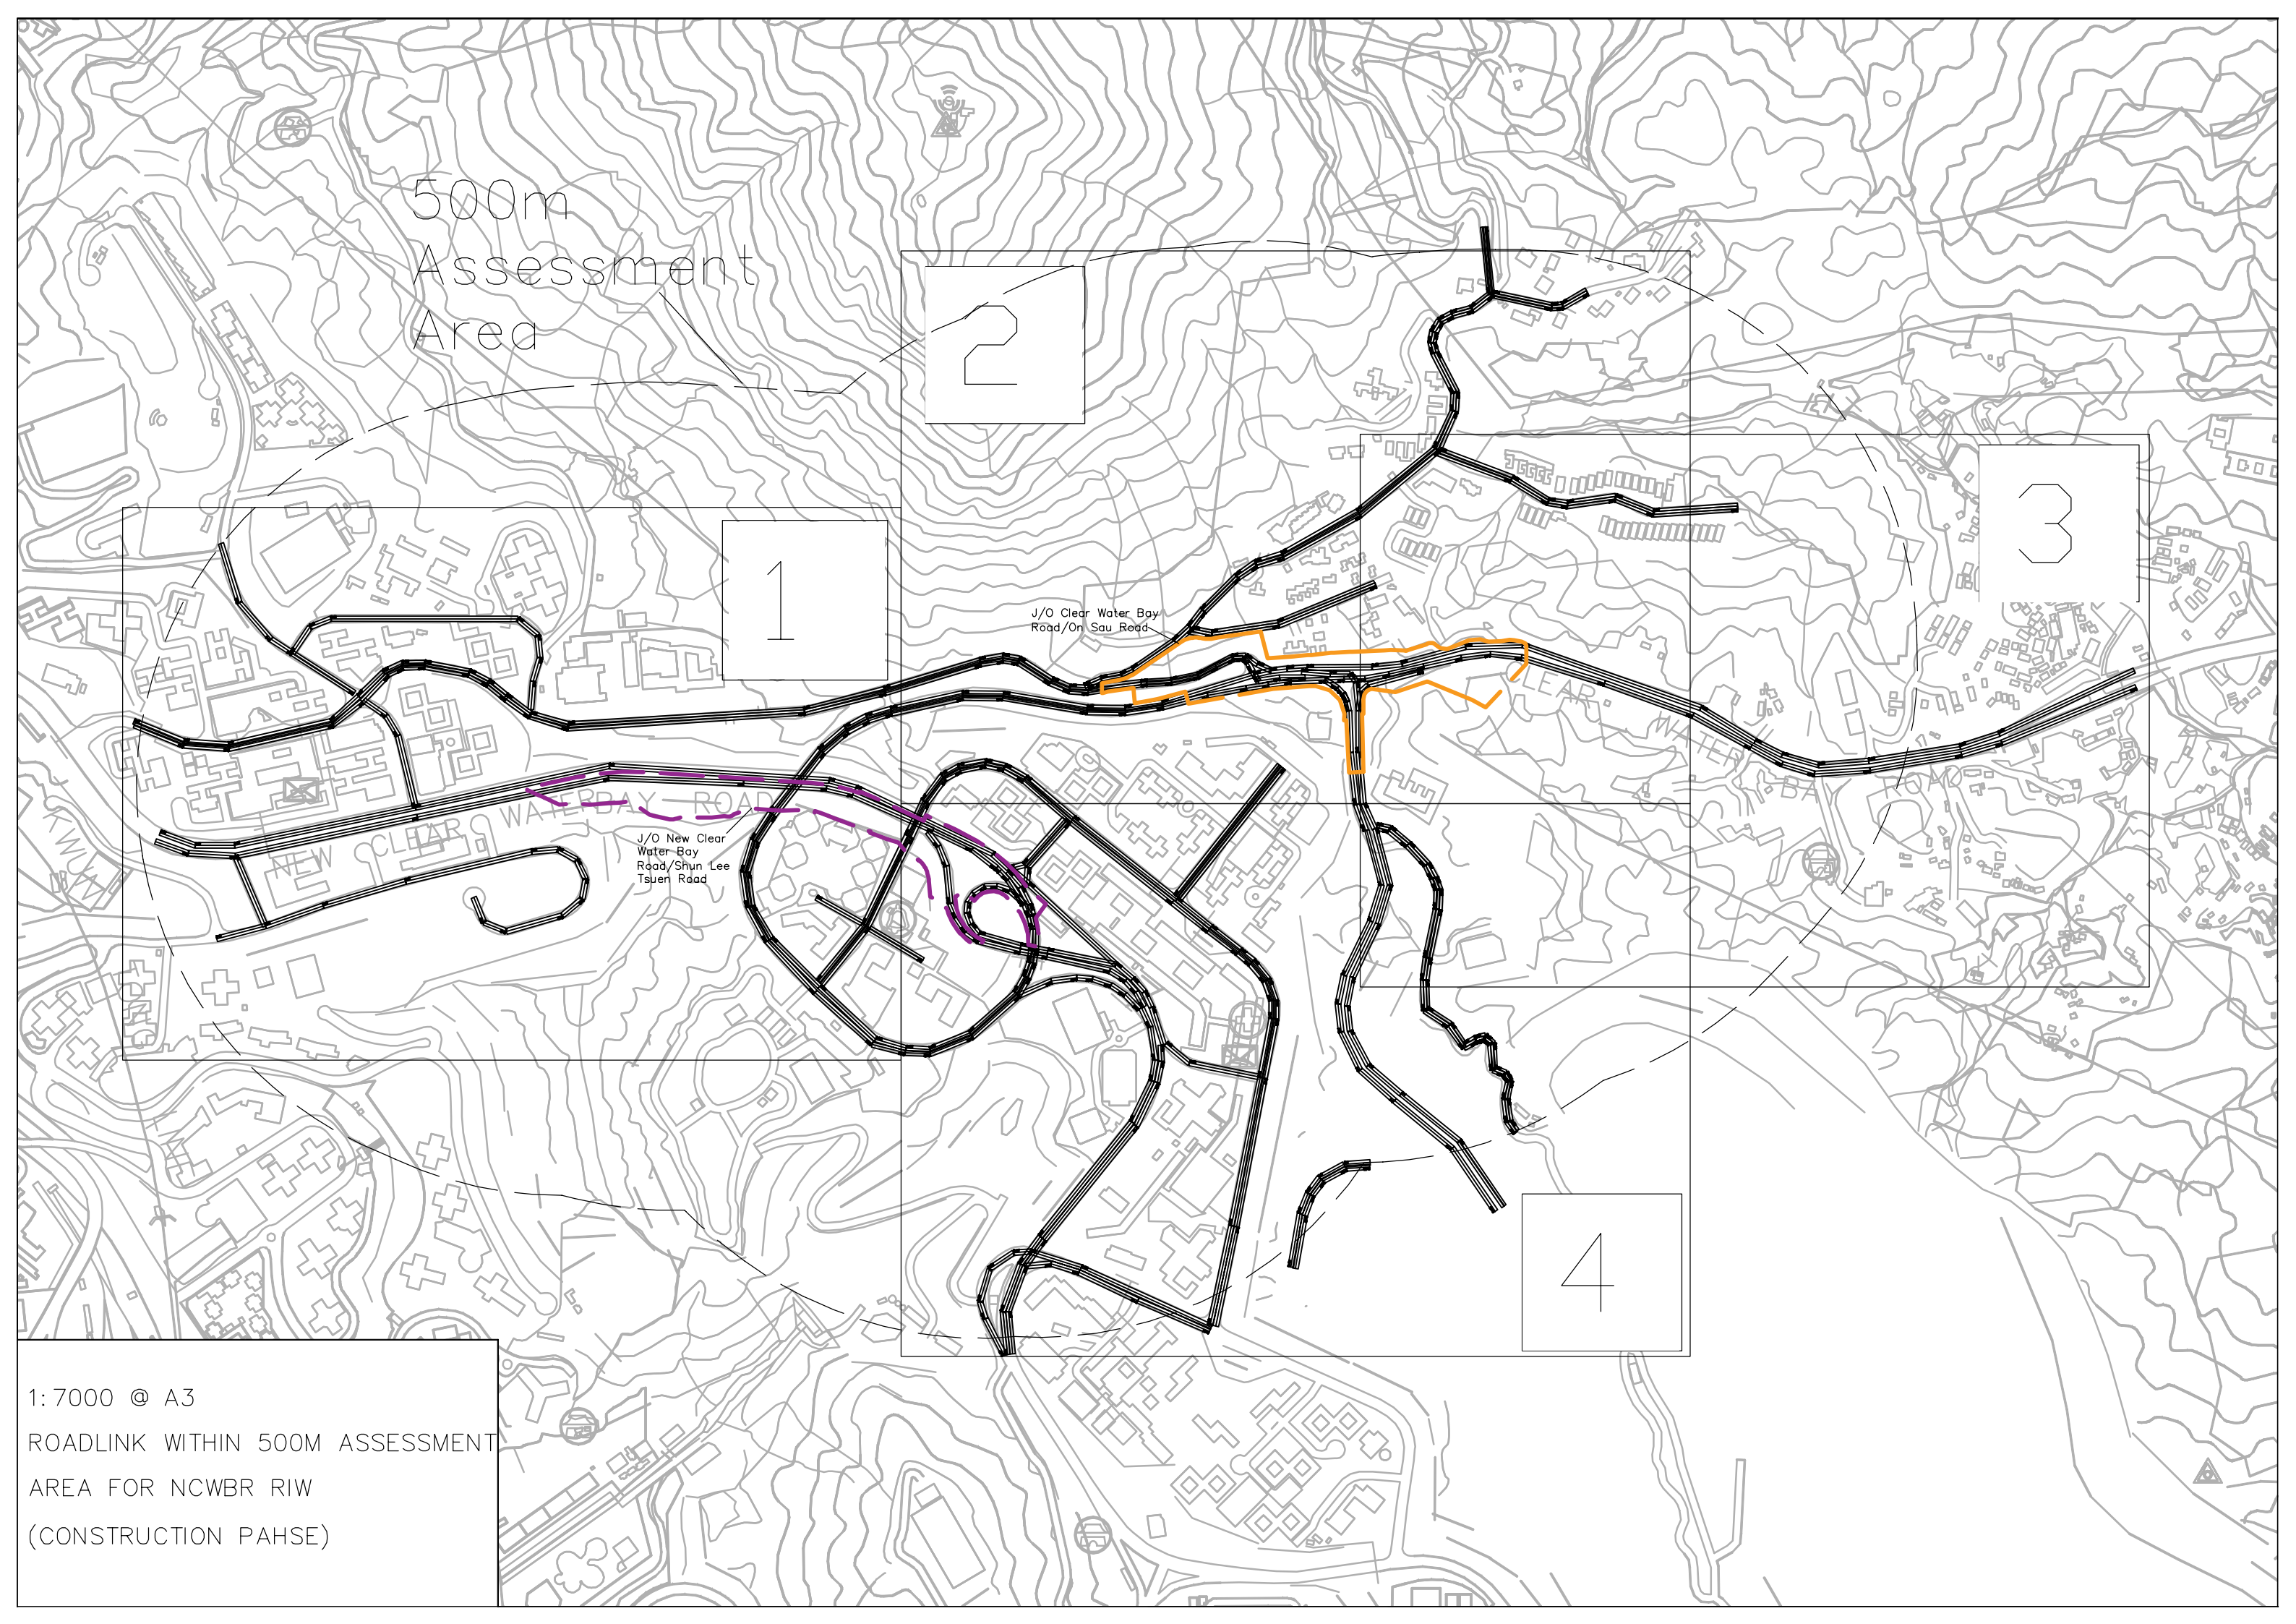 500m
Assessment
Area
2
3
1
J/O Clear Water Bay
Road/On Sau Road
CLEAR
WATER BAY
ROAD
NEW CLEAR WATERBAY ROAD
J/O New Clear
Water Bay
Road/Shun Lee
Tsuen Road
KWUN
4
1:7000 @ A3
ROADLINK WITHIN 500M ASSESSMENT
AREA FOR NCWBR RIW
(CONSTRUCTION PAHSE)